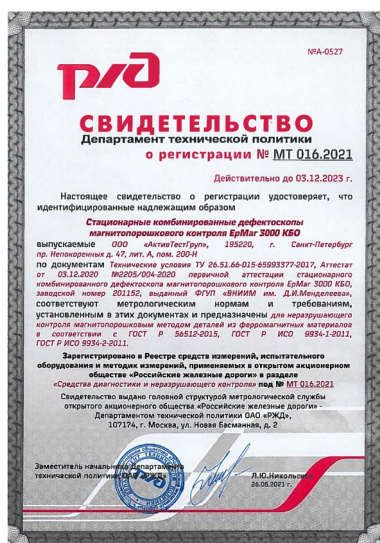 №А-0527
ржд
СВИДЕТЕЛЬСТВО
Департамент технической политики
о регистрации № МТ 016.2021
Действительно до 03.12.2023 г.
Настоящее свидетельство о регистрации удостоверяет, что
идентифицированные надлежащим образом
Стационарные комбинированные дефектоскопы
магнитопорошкового контроля ЕрМаг 3000 КБО
выпускаемые ООО «АктивТестГруп», 195220, г. Санкт-Петербург
пр. Непокоренных д. 47, лит. А, пом. 200-Н
по документам Технические условия ТУ 26.51.66-015-65993377-2017, Аттестат
от 03.12.2020 №2205/004-2020 первичной аттестации стационарного
комбинированного дефектоскопа магнитопорошкового контроля ЕрМаг 3000 КБО,
заводской номер 201152, выданный ФГУП «ВНИИМ им. Д.И.Менделеева»,
соответствуют метрологическим нормам и требованиям,
установленным в этих документах и предназначены для неразрушающего
контроля магнитопорошковым методом деталей из ферромагнитных материалов
в соответствии с ГОСТ Р 56512-2015, ГОСТ Р ИСО 9934-1-2011,
ГОСТ Р ИСО 9934-2-2011.
Зарегистрировано в Реестре средств измерений, испытательного
оборудования и методик измерений, применяемых в открытом акционерном
обществе «Российские железные дороги» в разделе
«Средства диагностики и неразрушающего контроля» под № МТ 016.2021
Свидетельство выдано головной структурой метрологической службы
открытого акционерного общества «Российские железные дороги» -
Департаментом технической политики ОАО «РЖД»,
107174, г. Москва, ул. Новая Басманная, д. 2
Заместитель начальника Департамента
технической политики ОАО «РЖД»
Л.Ю.Никольский
26.05.2021 г.